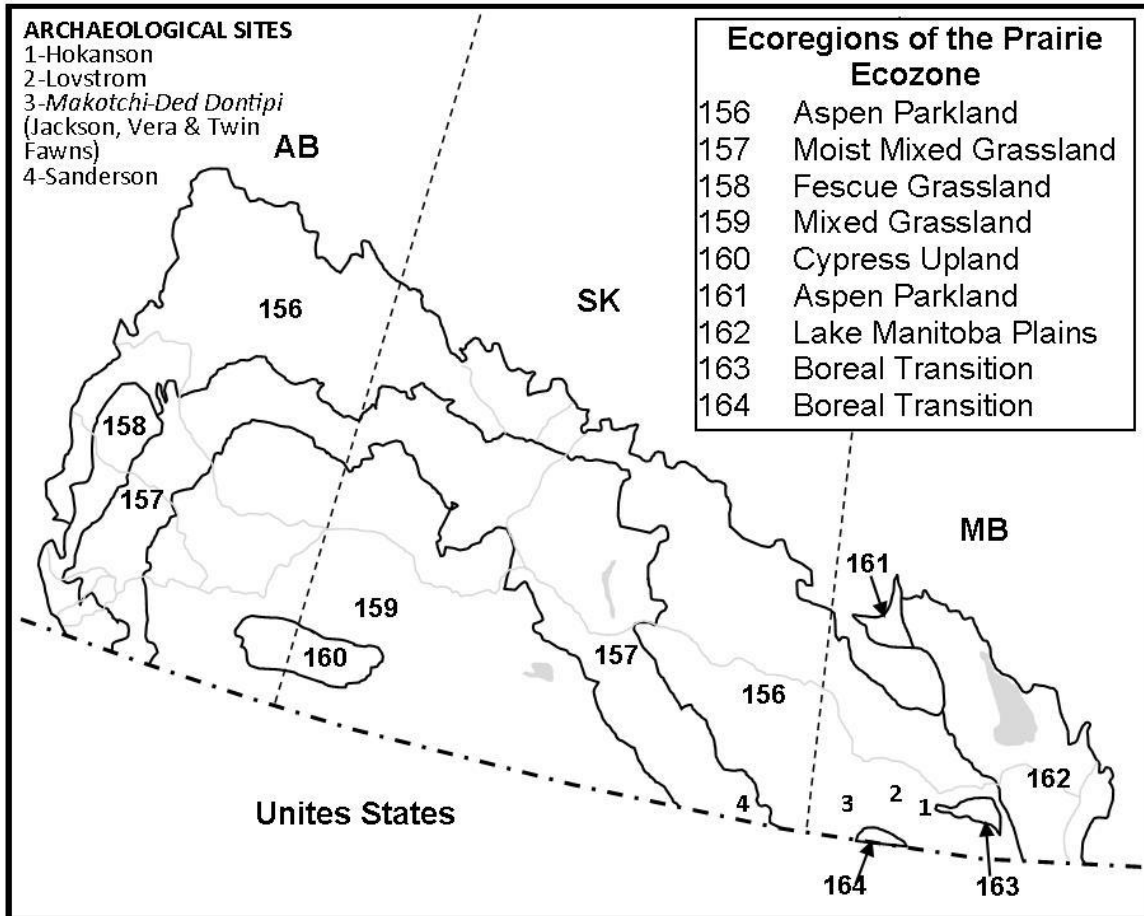 ARCHAEOLOGICAL SITES
1-Hokanson
2-Lovstrom
3-Makotchi-Ded Dontipi
(Jackson, Vera & Twin
Fawns)
4-Sanderson
Ecoregions of the Prairie
Ecozone
156 Aspen Parkland
157 Moist Mixed Grassland
158 Fescue Grassland
159 Mixed Grassland
160 Cypress Upland
161 Aspen Parkland
162 Lake Manitoba Plains
163 Boreal Transition
164 Boreal Transition
AB
SK
MB
156
158
157
159
160
157
156
161
162
4
3
2
1
164
163
Unites States